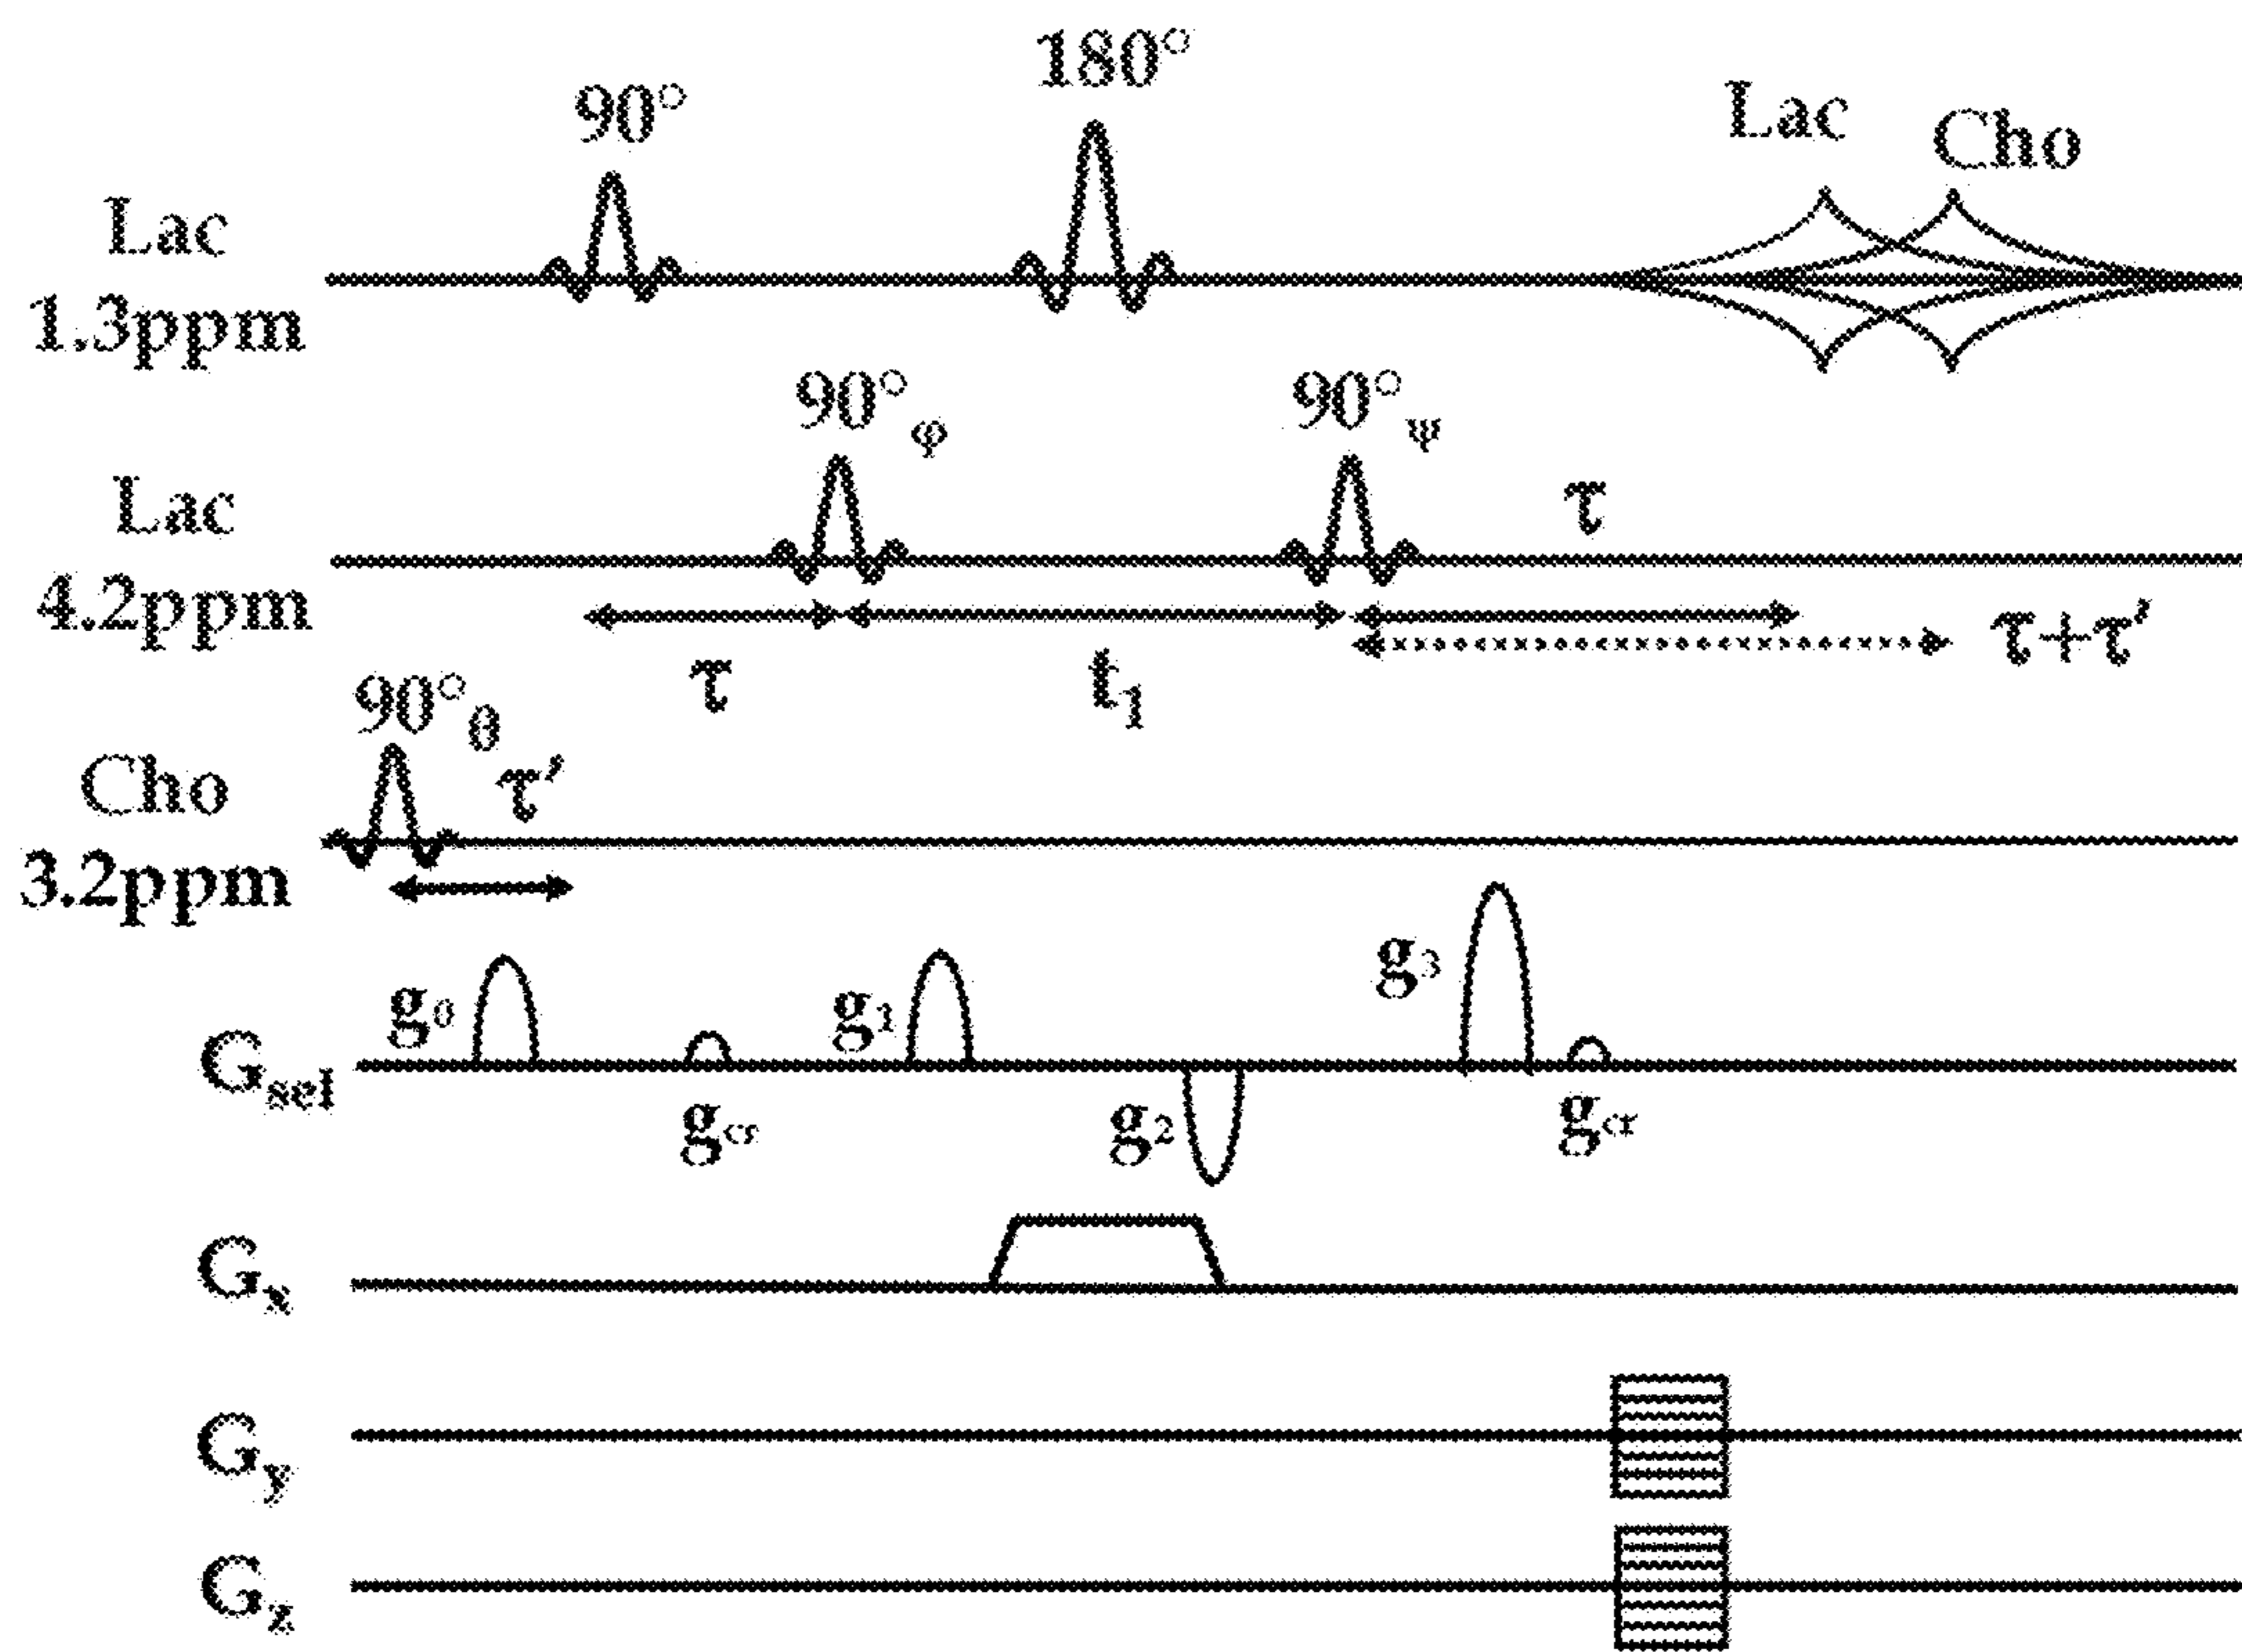 180°
90°
Lac
Cho
Lac
1.3ppm
90°φ
90°ψ
Lac
4.2ppm
τ
τ
t1
τ+τ'
90°θ
τ'
Cho
3.2ppm
g0
g1
g3
Gsel
gcr
g2
gcr
Gx
Gy
Gz